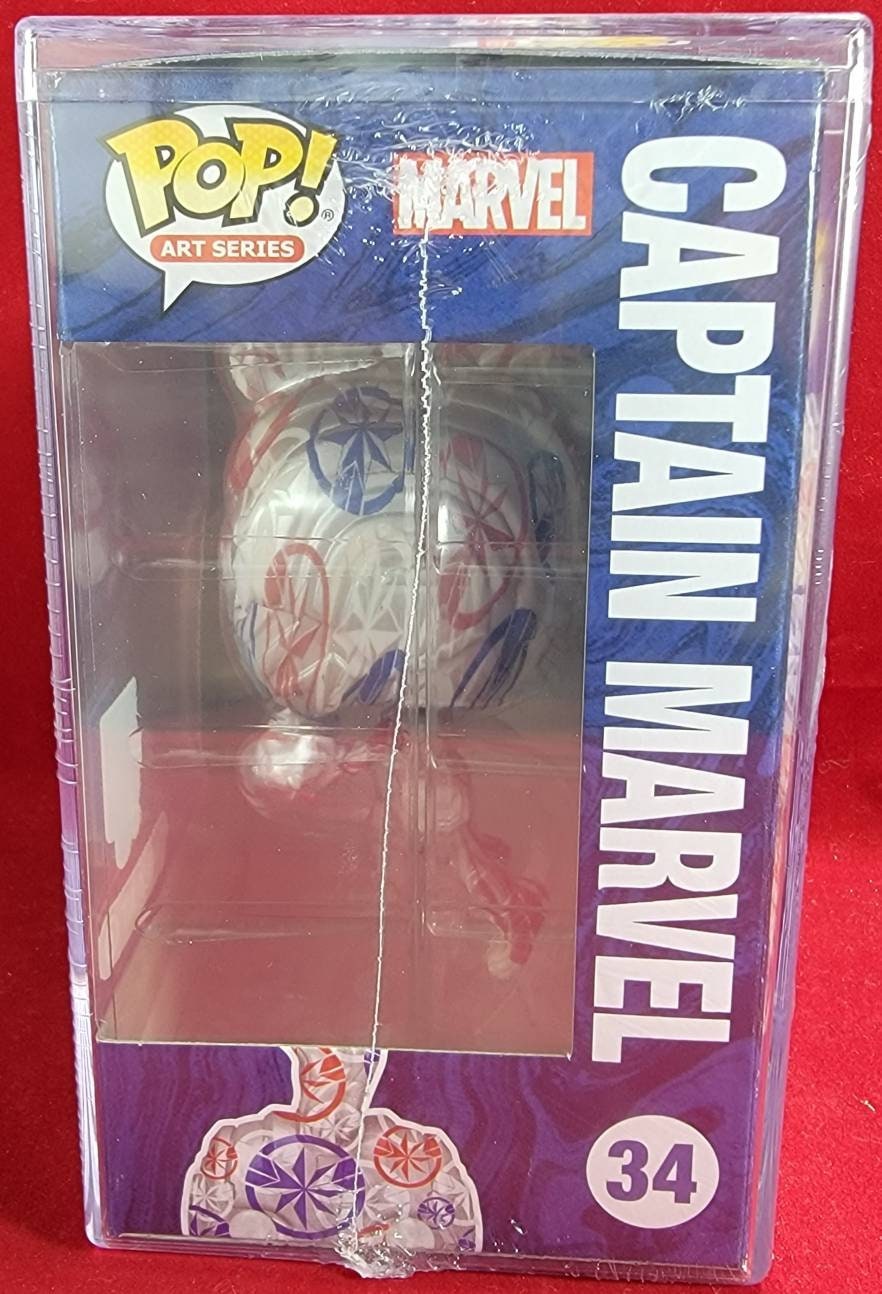 POP!
®
ART SERIES
MARVEL
CAPTAIN MARVEL
34